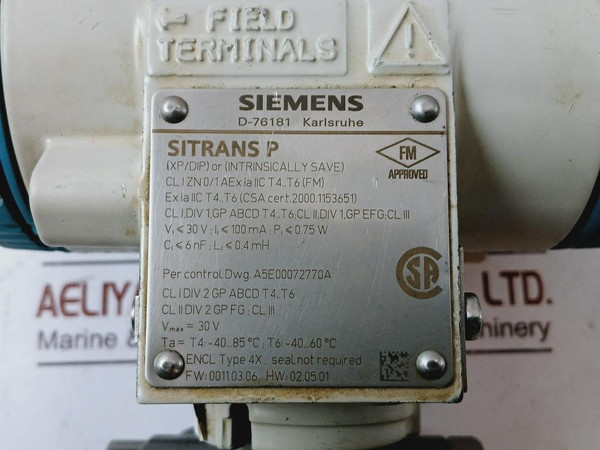 ← FIELD
TERMINALS
SIEMENS
D-76181 Karlsruhe
SITRANS P
(XP/DIP) or (INTRINSICALLY SAVE)
CL I ZN 0/1 AEx ia IIC T4..T6 (FM)
Ex ia IIC T4..T6 (CSA cert.2000.1153651)
CL I,DIV 1,GP ABCD T4..T6;CL II,DIV 1,GP EFG;CL III
Vi ≤ 30 V ; Ii ≤ 100 mA ; Pi ≤ 0.75 W
Ci ≤ 6 nF ; Li ≤ 0.4 mH
FM
APPROVED
Per control Dwg. A5E00072770A
CL I DIV 2 GP ABCD T4..T6
CL II DIV 2 GP FG ; CL III
Vmax = 30 V
Ta = T4:-40...85 °C; T6:-40...60 °C
ENCL Type 4X, seal not required
FW: 0011.03.06 HW: 02.05.01
CSA
AELIYA LTD.
Marine &